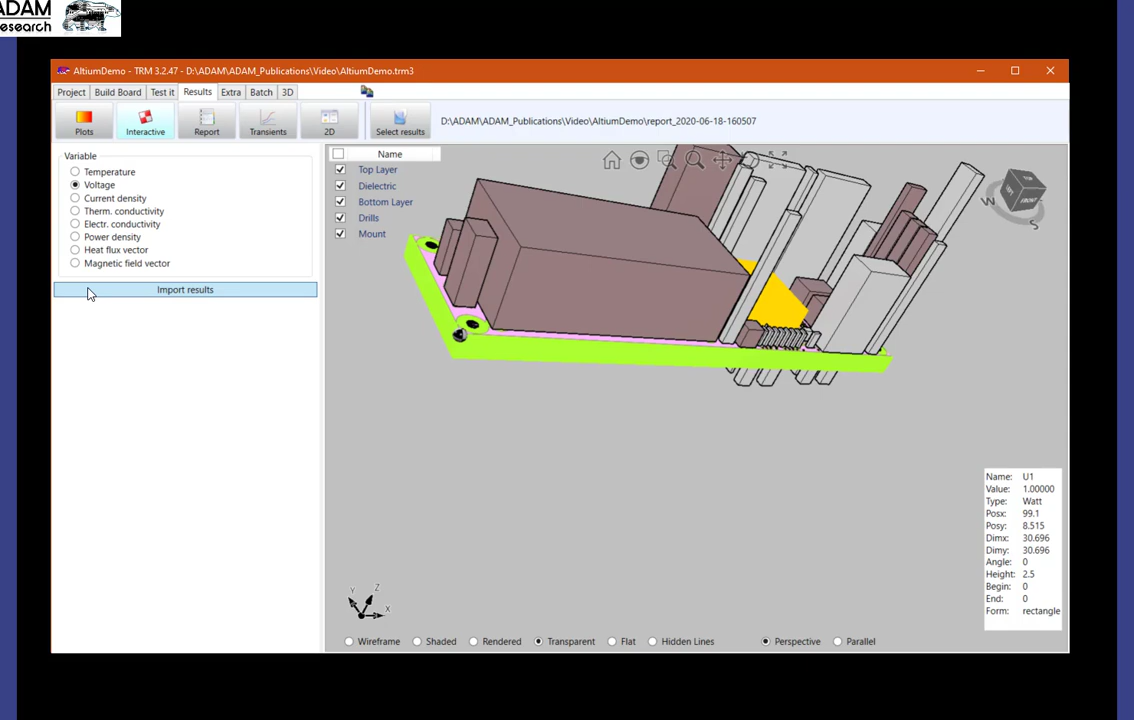 ADAM
esearch
AltiumDemo - TRM 3.2.47 - D:\ADAM\ADAM_Publications\Video\AltiumDemo.trm3
Project Build Board Test it Results Extra Batch 3D
Plots Interactive Report Transients 2D Select results D:\ADAM\ADAM_Publications\Video\AltiumDemo\report_2020-06-18-160507
Variable
Temperature
Voltage
Current density
Therm. conductivity
Electr. conductivity
Power density
Heat flux vector
Magnetic field vector
Import results
Name
Top Layer
Dielectric
Bottom Layer
Drills
Mount
TOP
LEFT
FRONT
W
S
Name: U1
Value: 1.00000
Type: Watt
Posx: 99.1
Posy: 8.515
Dimx: 30.696
Dimy: 30.696
Angle: 0
Height: 2.5
Begin: 0
End: 0
Form: rectangle
Y
Z
X
Wireframe Shaded Rendered Transparent Flat Hidden Lines Perspective Parallel